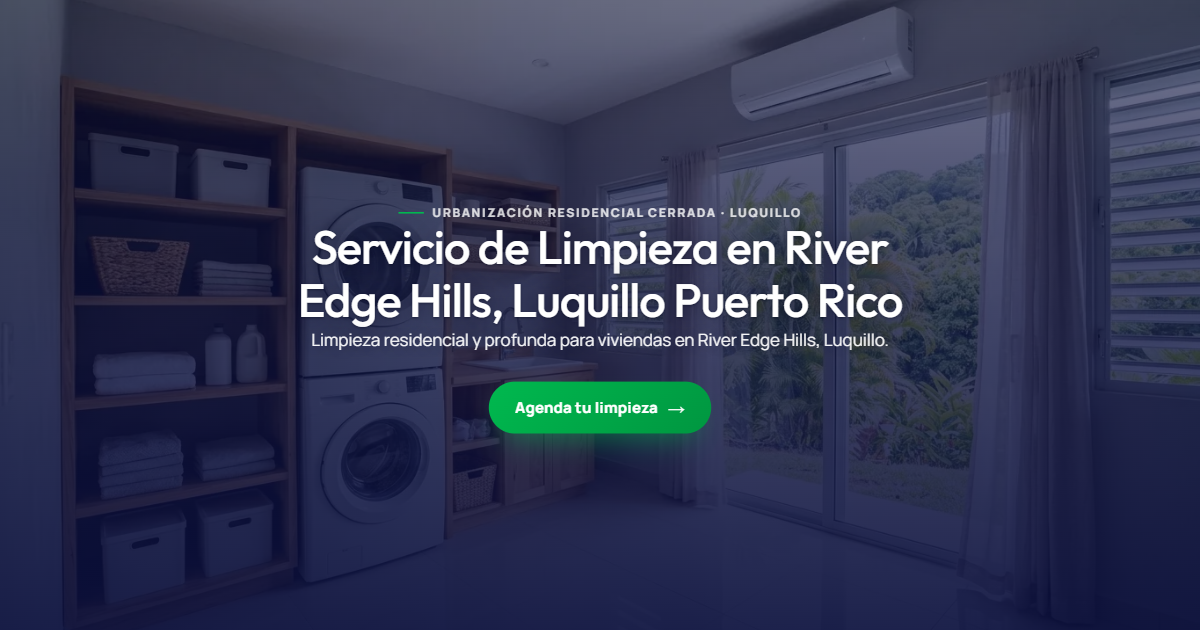 URBANIZACIÓN RESIDENCIAL CERRADA · LUQUILLO
Servicio de Limpieza en River
Edge Hills, Luquillo Puerto Rico
Limpieza residencial y profunda para viviendas en River Edge Hills, Luquillo.
Agenda tu limpieza →